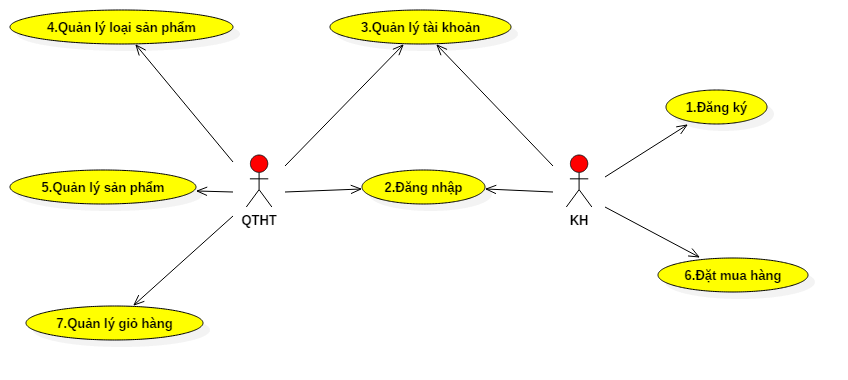 4.Quản lý loại sản phẩm
3.Quản lý tài khoản
1.Đăng ký
5.Quản lý sản phẩm
2.Đăng nhập
QTHT
KH
6.Đặt mua hàng
7.Quản lý giỏ hàng